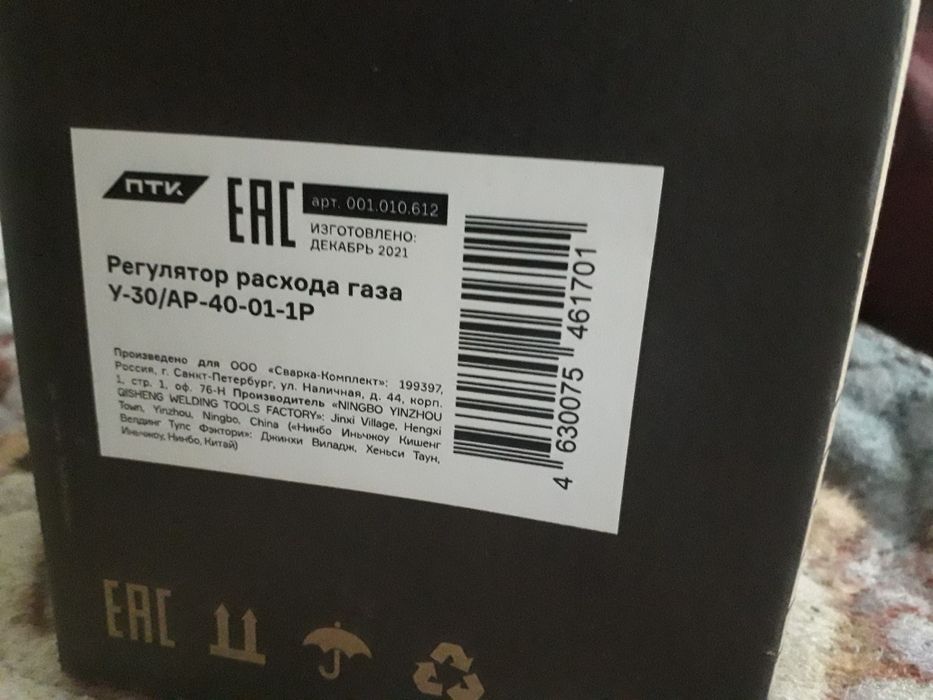 ПТК
EAC
арт. 001.010.612
ИЗГОТОВЛЕНО:
ДЕКАБРЬ 2021
Регулятор расхода газа
У-30/АР-40-01-1Р
Произведено для ООО «Сварка-Комплект»: 199397,
Россия, г. Санкт-Петербург, ул. Наличная, д. 44, корп.
1, стр. 1, оф. 76-Н Производитель «NINGBO YINZHOU
QISHENG WELDING TOOLS FACTORY»: Jinxi Village, Hengxi
Town, Yinzhou, Ningbo, China («Нинбо Иньчжоу Кишенг
Велдинг Тулс Фэктори»: Джинхи Виладж, Хеньси Таун,
Иньчжоу, Нинбо, Китай)
4 630075 461701
EAC